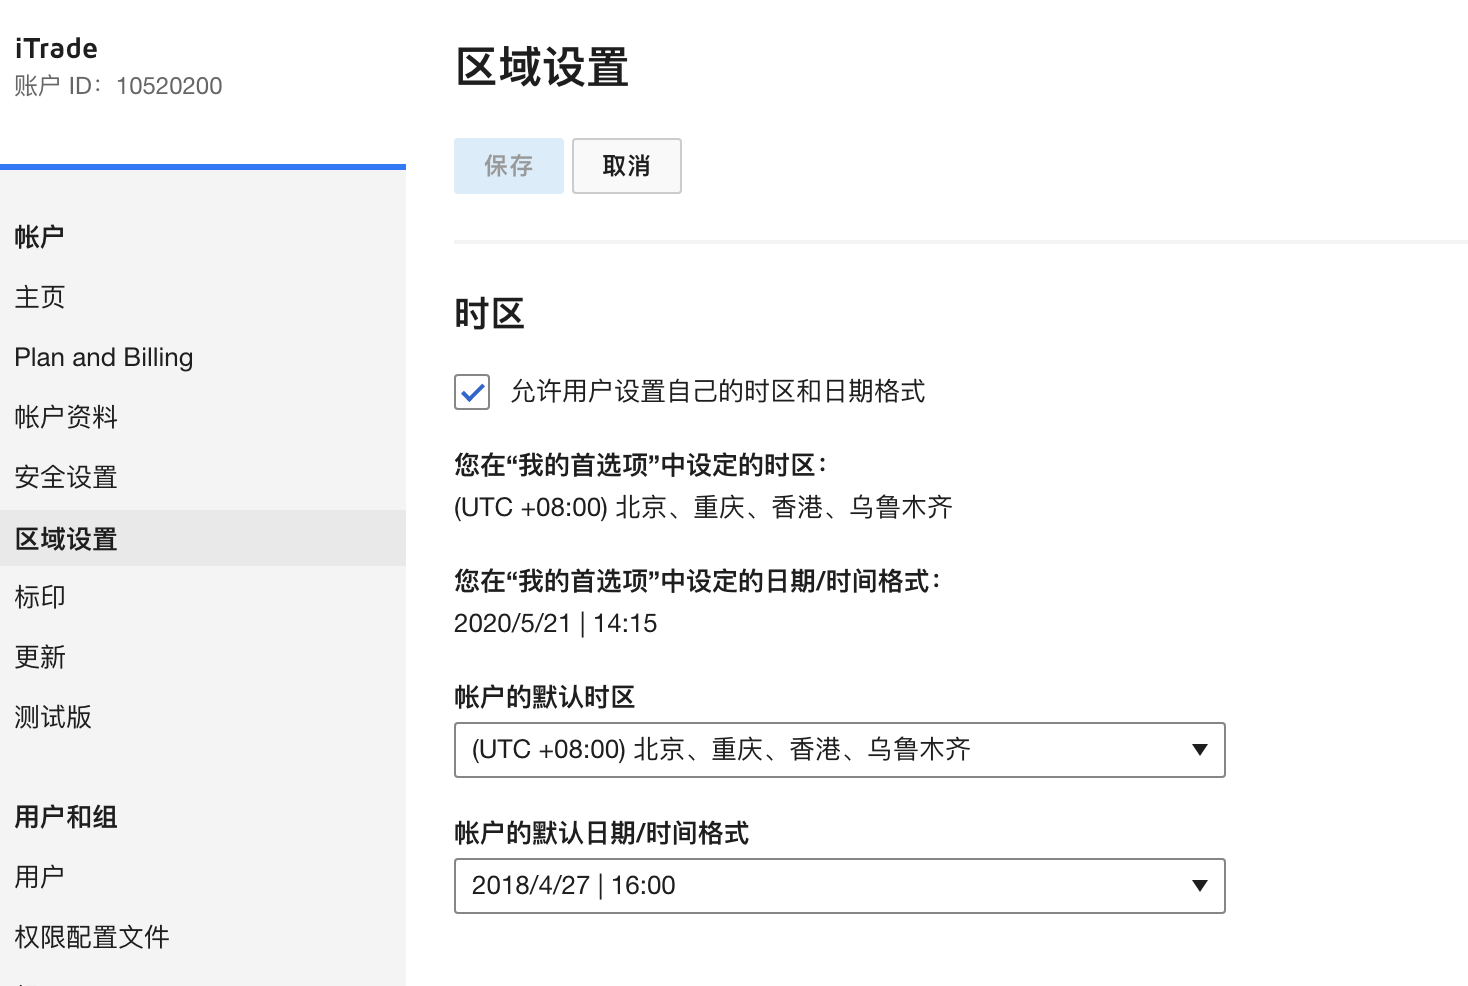 iTrade
账户 ID：10520200
帐户
主页
Plan and Billing
帐户资料
安全设置
区域设置
标印
更新
测试版
用户和组
用户
权限配置文件
区域设置
保存
取消
时区
允许用户设置自己的时区和日期格式
您在“我的首选项”中设定的时区：
(UTC +08:00) 北京、重庆、香港、乌鲁木齐
您在“我的首选项”中设定的日期/时间格式：
2020/5/21 | 14:15
帐户的默认时区
(UTC +08:00) 北京、重庆、香港、乌鲁木齐
帐户的默认日期/时间格式
2018/4/27 | 16:00